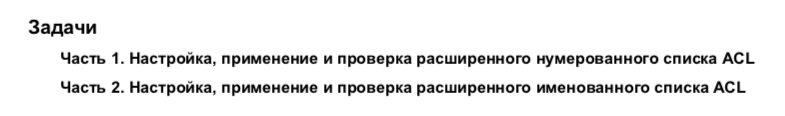 Задачи
Часть 1. Настройка, применение и проверка расширенного нумерованного списка ACL
Часть 2. Настройка, применение и проверка расширенного именованного списка ACL